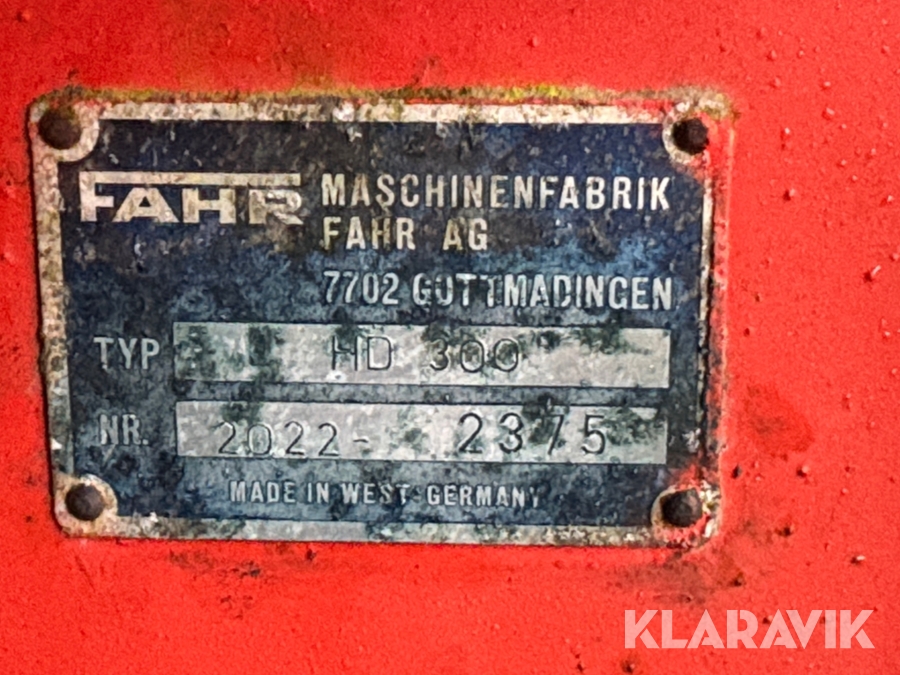 FAHR MASCHINENFABRIK
FAHR AG
7702 GOTTMADINGEN
TYP HD 300
NR. 2022- 2375
MADE IN WEST-GERMANY
KLARAVIK